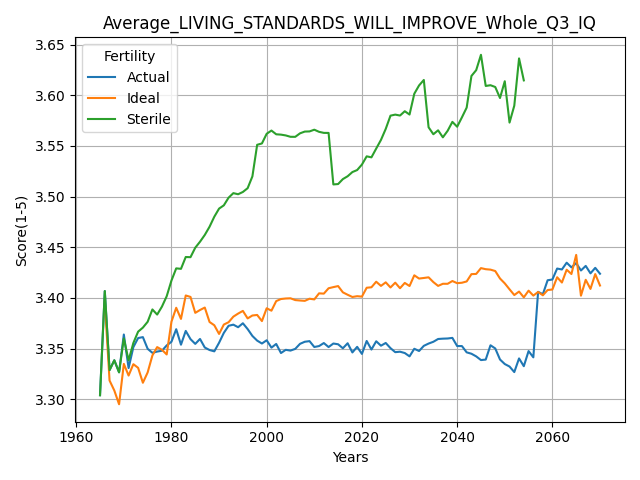 Average_LIVING_STANDARDS_WILL_IMPROVE_Whole_Q3_IQ
Fertility
Actual
Ideal
Sterile
Score(1-5)
3.65
3.60
3.55
3.50
3.45
3.40
3.35
3.30
1960 1980 2000 2020 2040 2060
Years